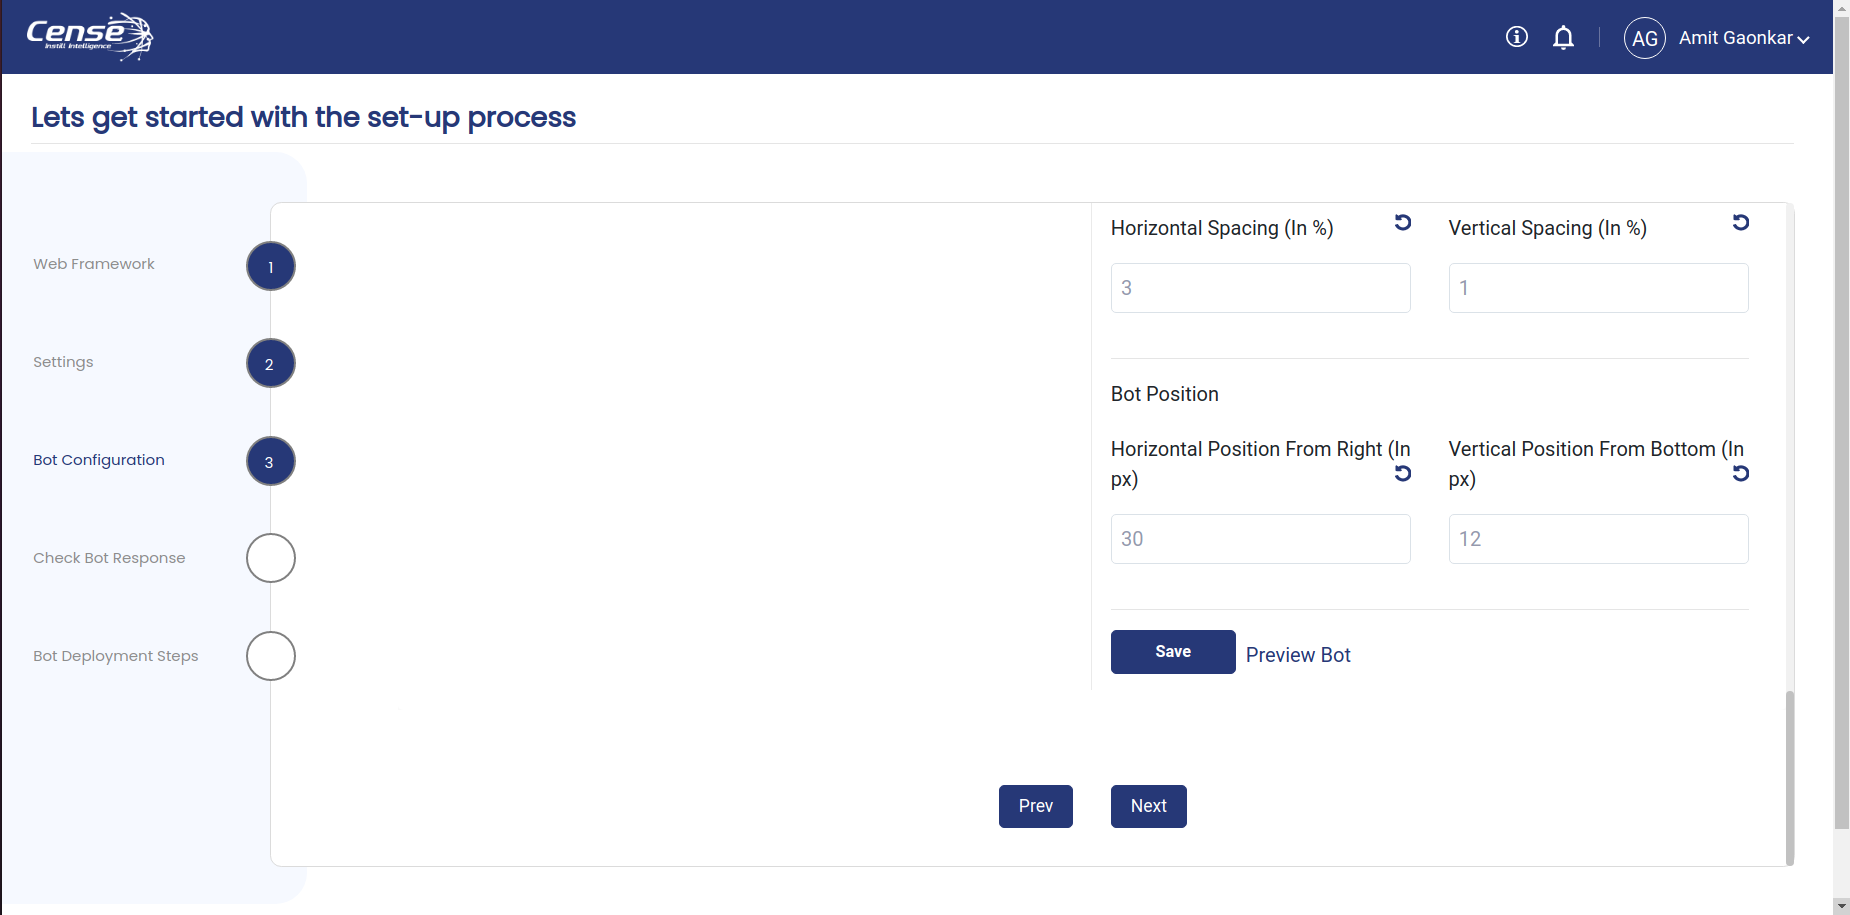 Cense
Instill Intelligence
AG
Amit Gaonkar
Lets get started with the set-up process
Web Framework
1
Settings
2
Bot Configuration
3
Check Bot Response
Bot Deployment Steps
Horizontal Spacing (In %)
Vertical Spacing (In %)
3
1
Bot Position
Horizontal Position From Right (In
px)
Vertical Position From Bottom (In
px)
30
12
Save
Preview Bot
Prev
Next